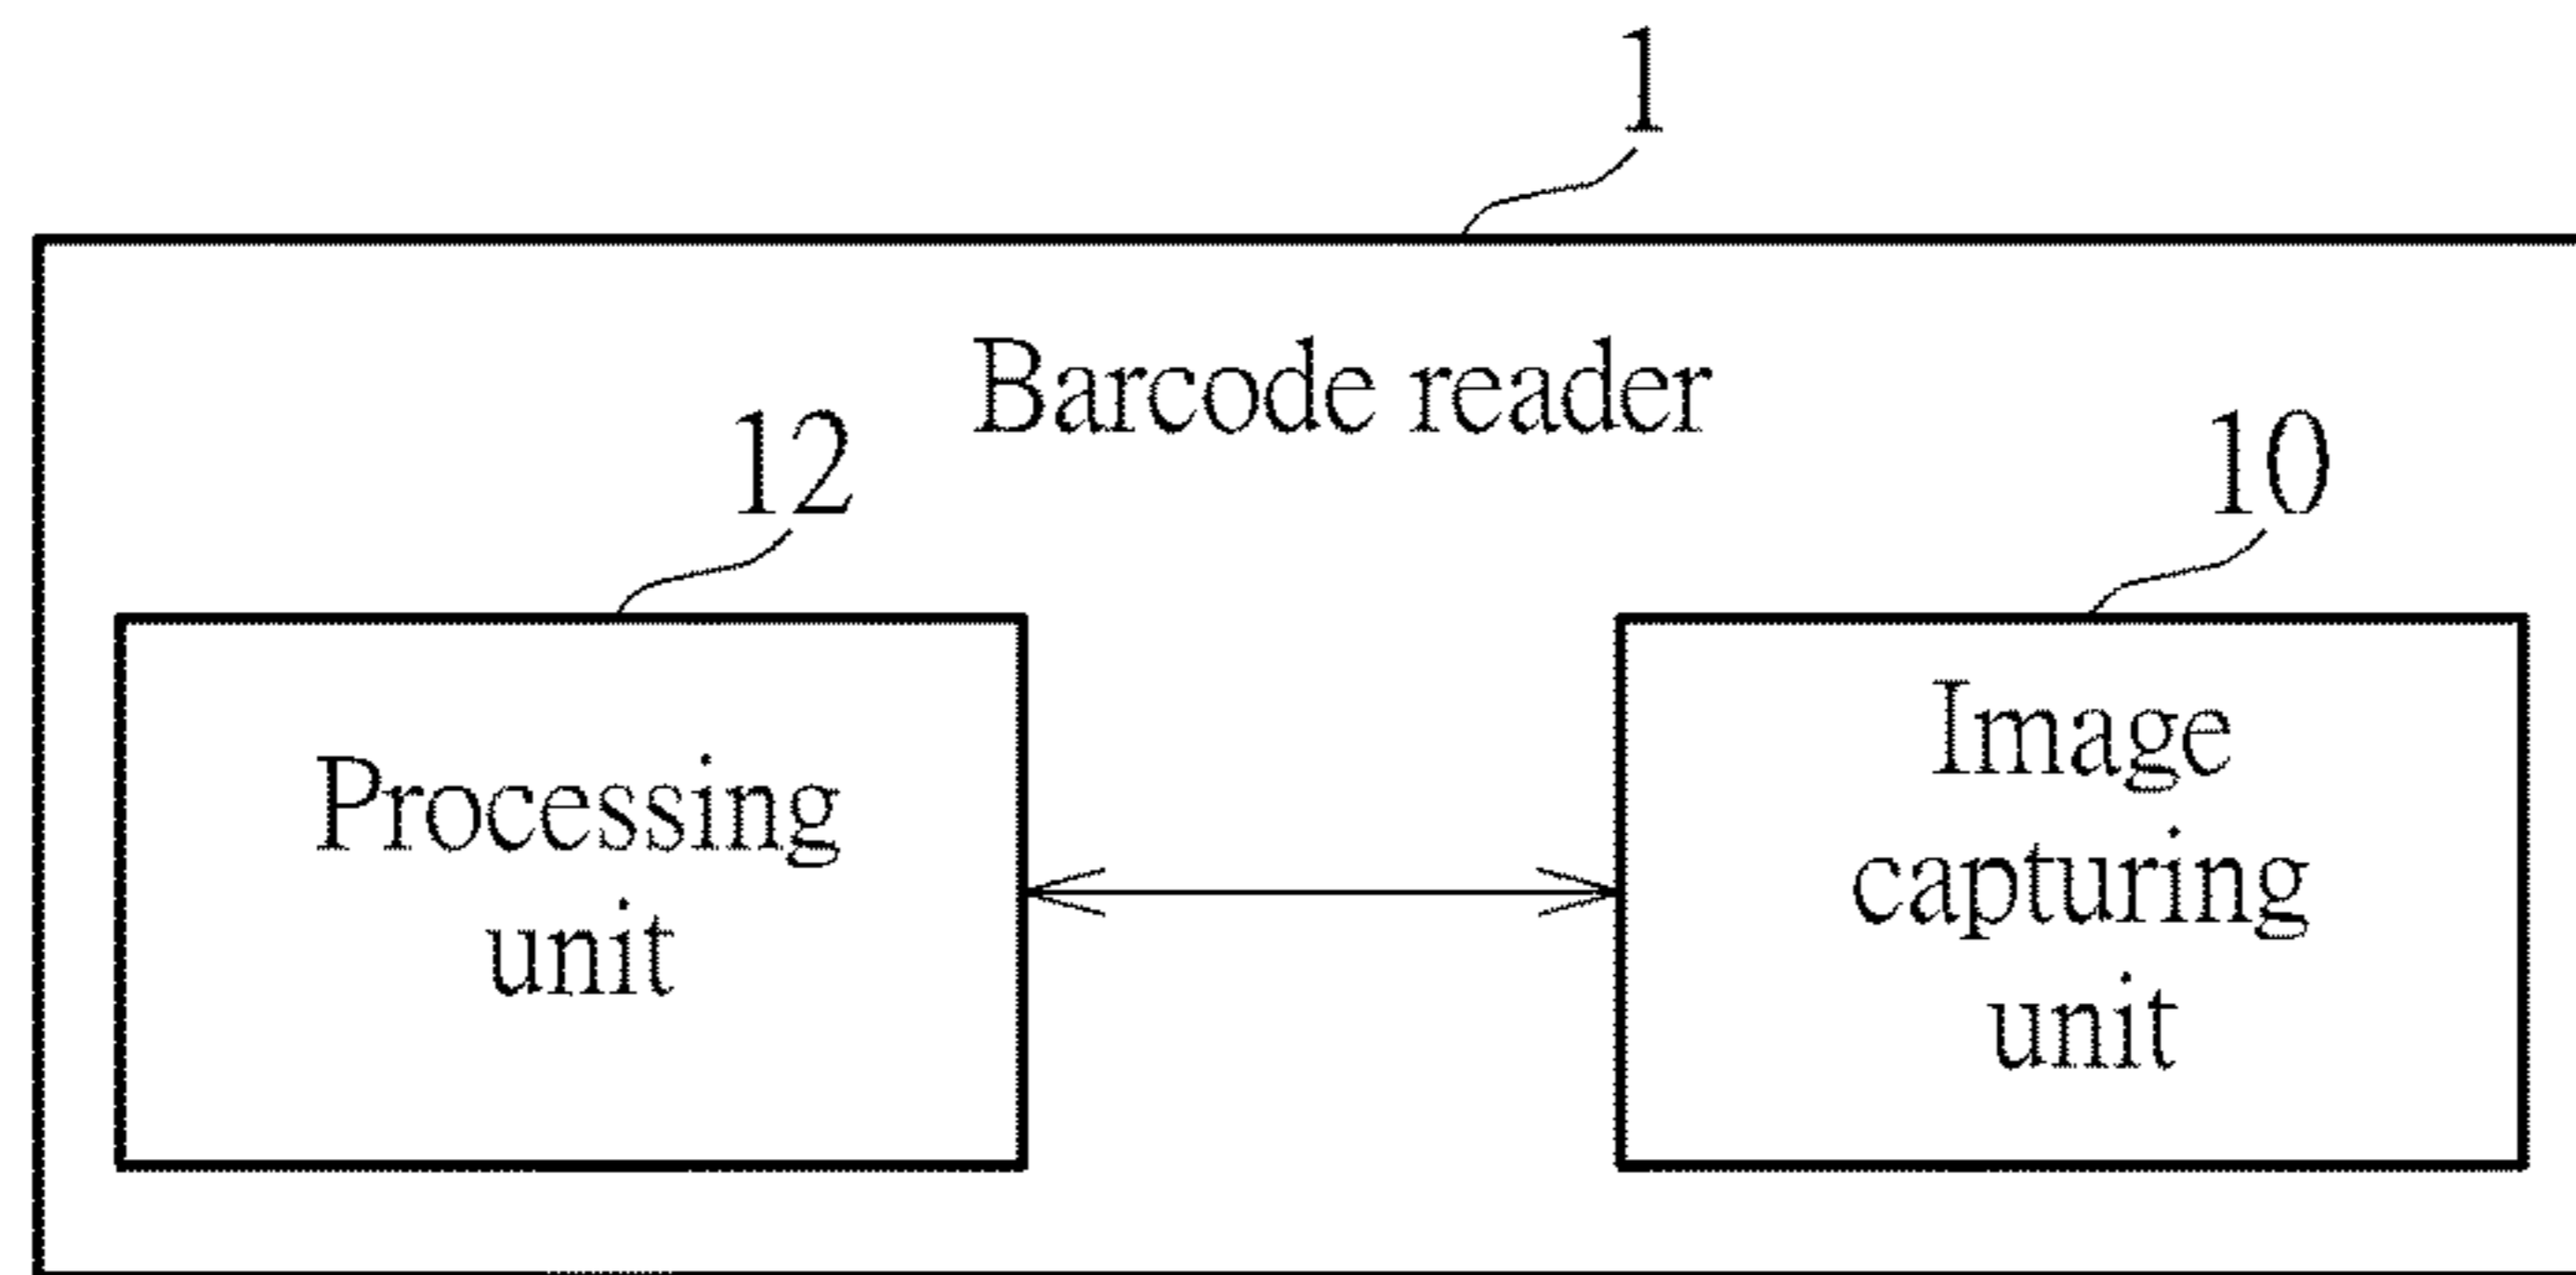 1
Barcode reader
12
10
Processing
unit
Image
capturing
unit